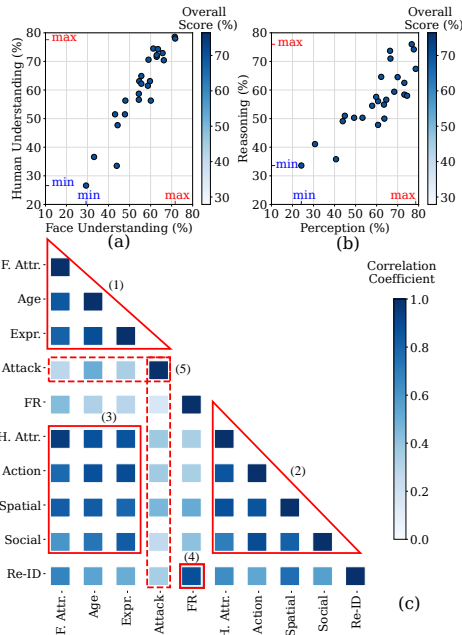 Overall
Score (%)
Human Understanding (%)
80
70
60
50
40
30
20
max
min
min
max
10 20 30 40 50 60 70 80
Face Understanding (%)
(a)
70
60
50
40
30
Overall
Score (%)
Reasoning (%)
80
70
60
50
40
30
20
max
min
min
max
10 20 30 40 50 60 70 80
Perception (%)
(b)
70
60
50
40
30
F. Attr.
Age
Expr.
Attack
FR
H. Attr.
Action
Spatial
Social
Re-ID
(1)
(5)
(3)
(2)
(4)
F. Attr.
Age
Expr.
Attack
FR
H. Attr.
Action
Spatial
Social
Re-ID
(c)
Correlation
Coefficient
1.0
0.8
0.6
0.4
0.2
0.0